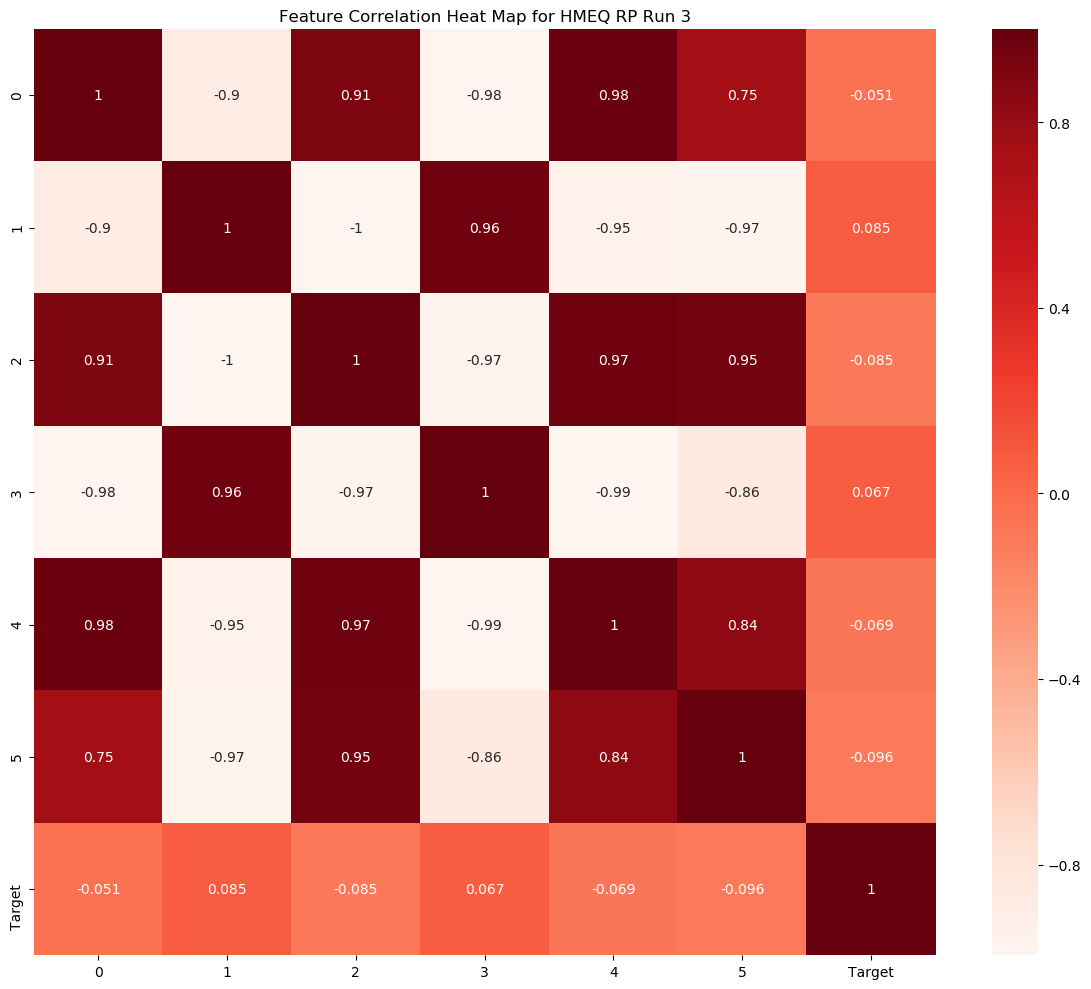 Feature Correlation Heat Map for HMEQ RP Run 3
0 1 -0.9 0.91 -0.98 0.98 0.75 -0.051
1 -0.9 1 -1 0.96 -0.95 -0.97 0.085
2 0.91 -1 1 -0.97 0.97 0.95 -0.085
3 -0.98 0.96 -0.97 1 -0.99 -0.86 0.067
4 0.98 -0.95 0.97 -0.99 1 0.84 -0.069
5 0.75 -0.97 0.95 -0.86 0.84 1 -0.096
Target -0.051 0.085 -0.085 0.067 -0.069 -0.096 1
0 1 2 3 4 5 Target
0.8
0.4
0.0
−0.4
−0.8